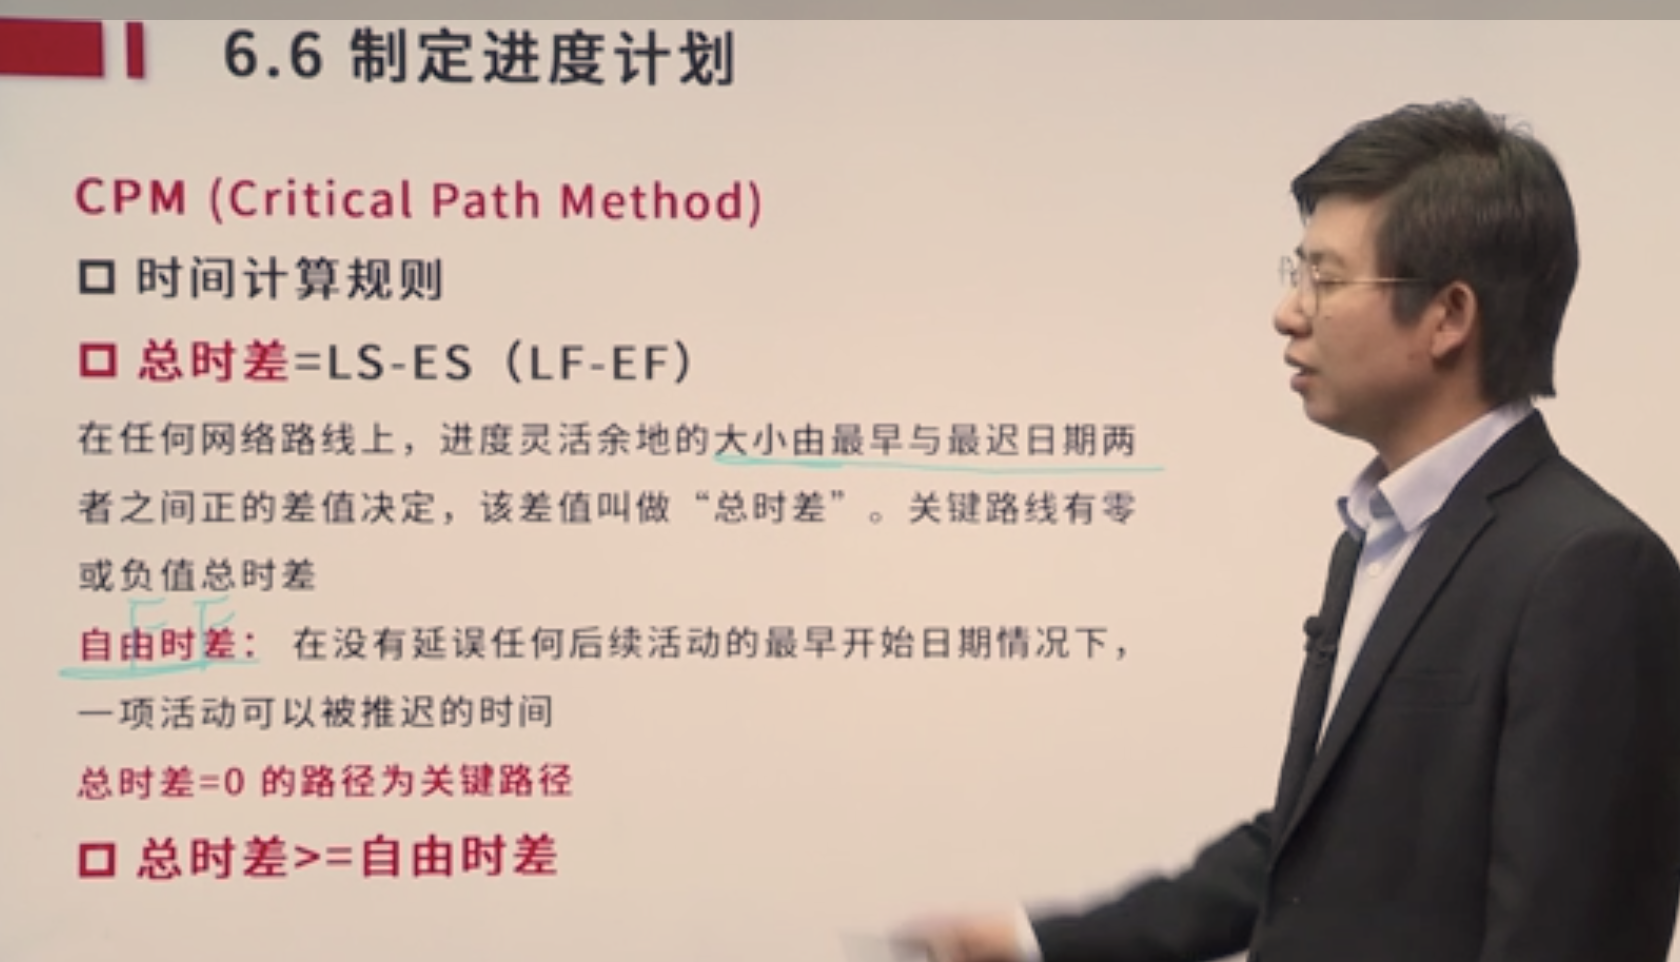 6.6 制定进度计划
CPM (Critical Path Method)
时间计算规则
总时差=LS-ES（LF-EF）
在任何网络路线上，进度灵活余地的大小由最早与最迟日期两
者之间正的差值决定，该差值叫做“总时差”。关键路线有零
或负值总时差
自由时差： 在没有延误任何后续活动的最早开始日期情况下，
一项活动可以被推迟的时间
总时差=0 的路径为关键路径
总时差>=自由时差